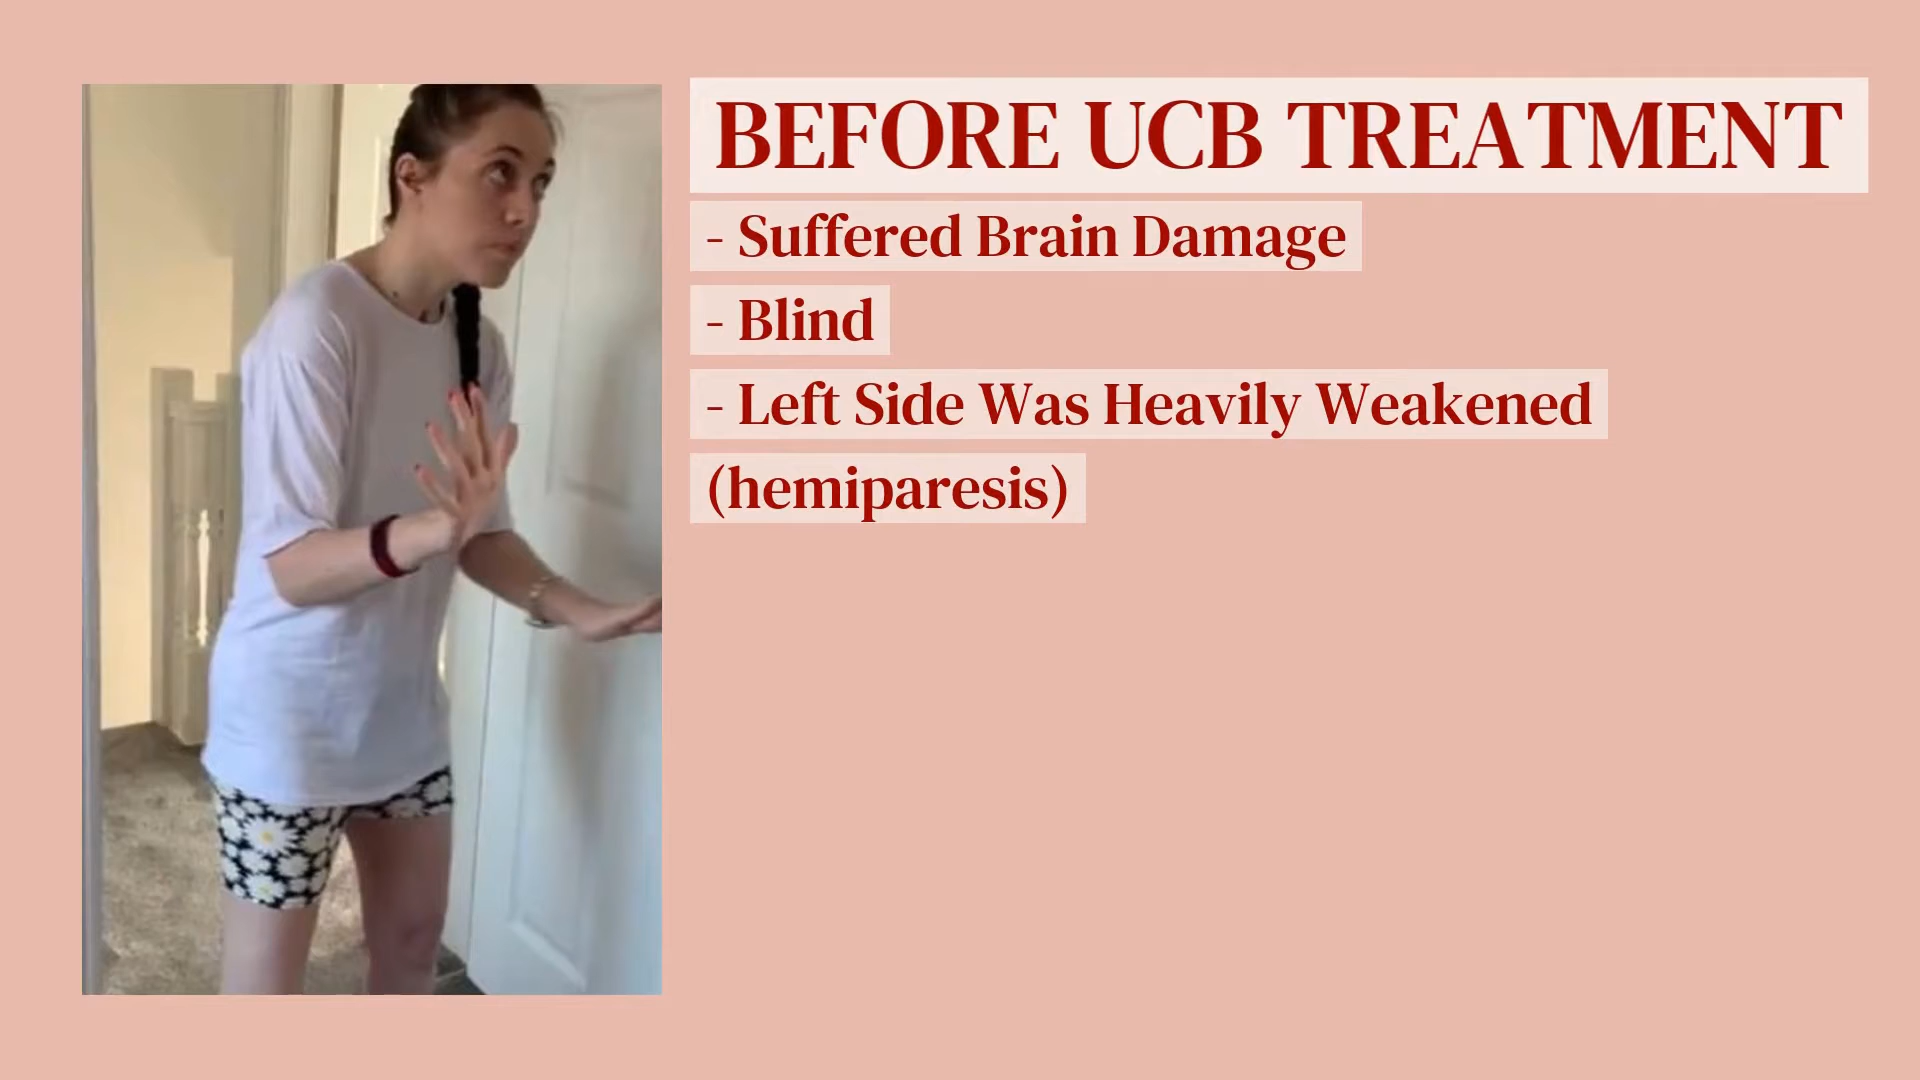 BEFORE UCB TREATMENT
- Suffered Brain Damage
- Blind
- Left Side Was Heavily Weakened
(hemiparesis)